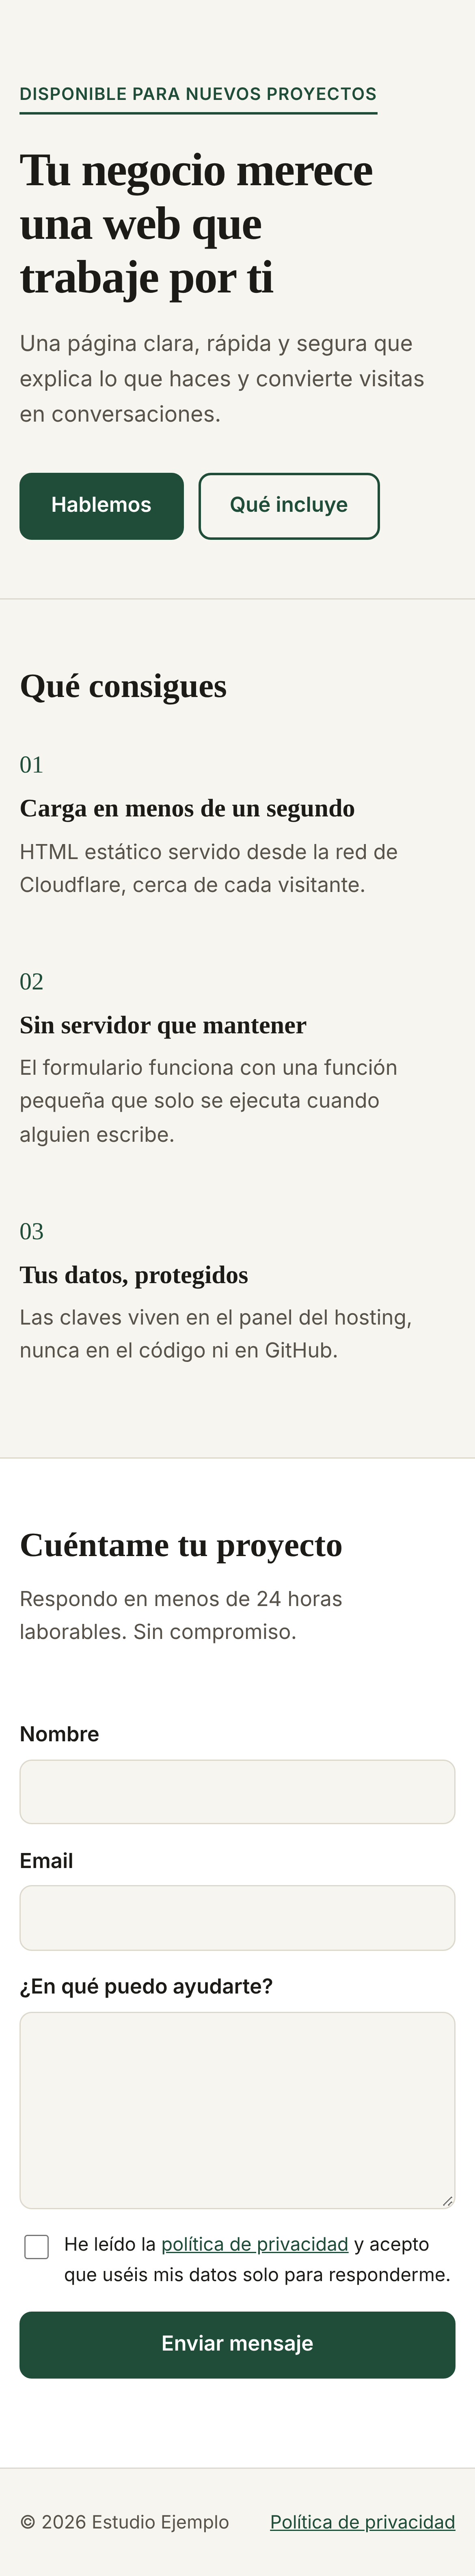 DISPONIBLE PARA NUEVOS PROYECTOS
Tu negocio merece
una web que
trabaje por ti
Una página clara, rápida y segura que
explica lo que haces y convierte visitas
en conversaciones.
Hablemos
Qué incluye
Qué consigues
01
Carga en menos de un segundo
HTML estático servido desde la red de
Cloudflare, cerca de cada visitante.
02
Sin servidor que mantener
El formulario funciona con una función
pequeña que solo se ejecuta cuando
alguien escribe.
03
Tus datos, protegidos
Las claves viven en el panel del hosting,
nunca en el código ni en GitHub.
Cuéntame tu proyecto
Respondo en menos de 24 horas
laborables. Sin compromiso.
Nombre
Email
¿En qué puedo ayudarte?
He leído la política de privacidad y acepto
que uséis mis datos solo para responderme.
Enviar mensaje
© 2026 Estudio Ejemplo
Política de privacidad